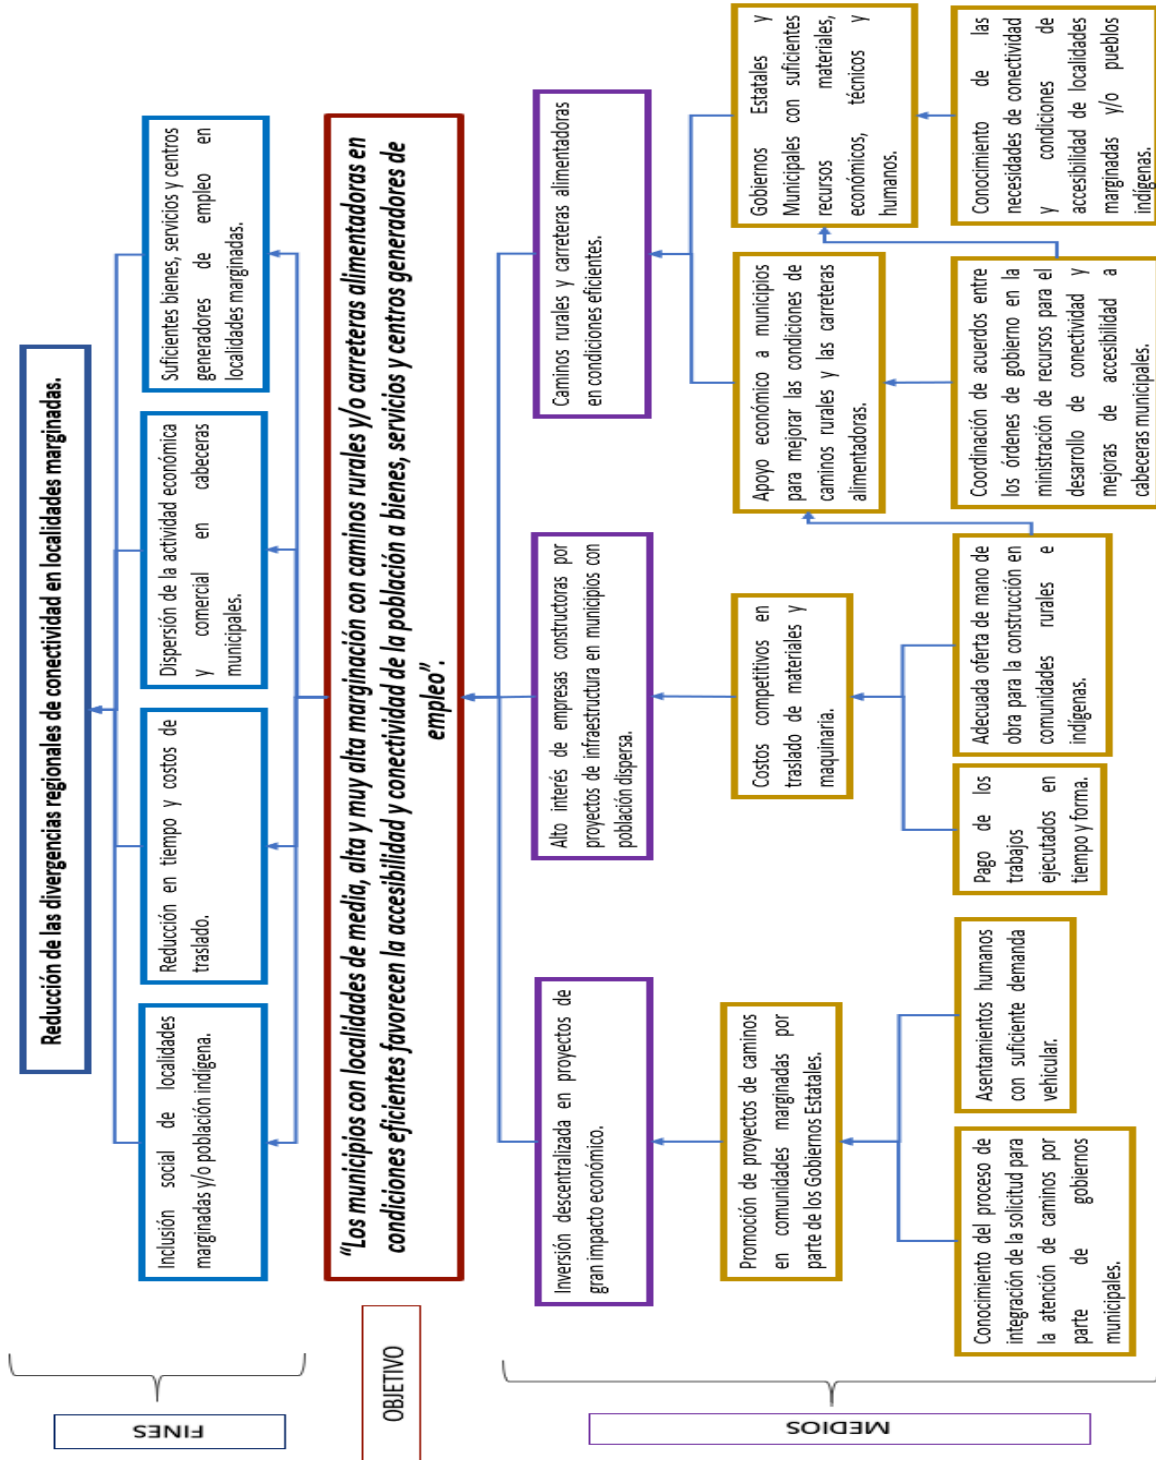 FINES
Reducción de las divergencias regionales de conectividad en localidades marginadas.
Inclusión social de localidades
marginadas y/o población indígena.
Reducción en tiempo y costos de
traslado.
Dispersión de la actividad económica
y comercial en cabeceras
municipales.
Suficientes bienes, servicios y centros
generadores de empleo en
localidades marginadas.
OBJETIVO
"Los municipios con localidades de media, alta y muy alta marginación con caminos rurales y/o carreteras alimentadoras en
condiciones eficientes favorecen la accesibilidad y conectividad de la población a bienes, servicios y centros generadores de
empleo".
MEDIOS
Inversión descentralizada en proyectos de
gran impacto económico.
Alto interés de empresas constructoras por
proyectos de infraestructura en municipios con
población dispersa.
Caminos rurales y carreteras alimentadoras
en condiciones eficientes.
Promoción de proyectos de caminos
en comunidades marginadas por
parte de los Gobiernos Estatales.
Costos competitivos en
traslado de materiales y
maquinaria.
Apoyo económico a municipios
para mejorar las condiciones de
caminos rurales y las carreteras
alimentadoras.
Gobiernos Estatales y
Municipales con suficientes
recursos materiales,
económicos, técnicos y
humanos.
Conocimiento del proceso de
integración de la solicitud para
la atención de caminos por
parte de gobiernos
municipales.
Asentamientos humanos
con suficiente demanda
vehicular.
Pago de los
trabajos
ejecutados en
tiempo y forma.
Adecuada oferta de mano de
obra para la construcción en
comunidades rurales e
indígenas.
Coordinación de acuerdos entre
los órdenes de gobierno en la
ministración de recursos para el
desarrollo de conectividad y
mejoras de accesibilidad a
cabeceras municipales.
Conocimiento de las
necesidades de conectividad
y condiciones de
accesibilidad de localidades
marginadas y/o pueblos
indígenas.